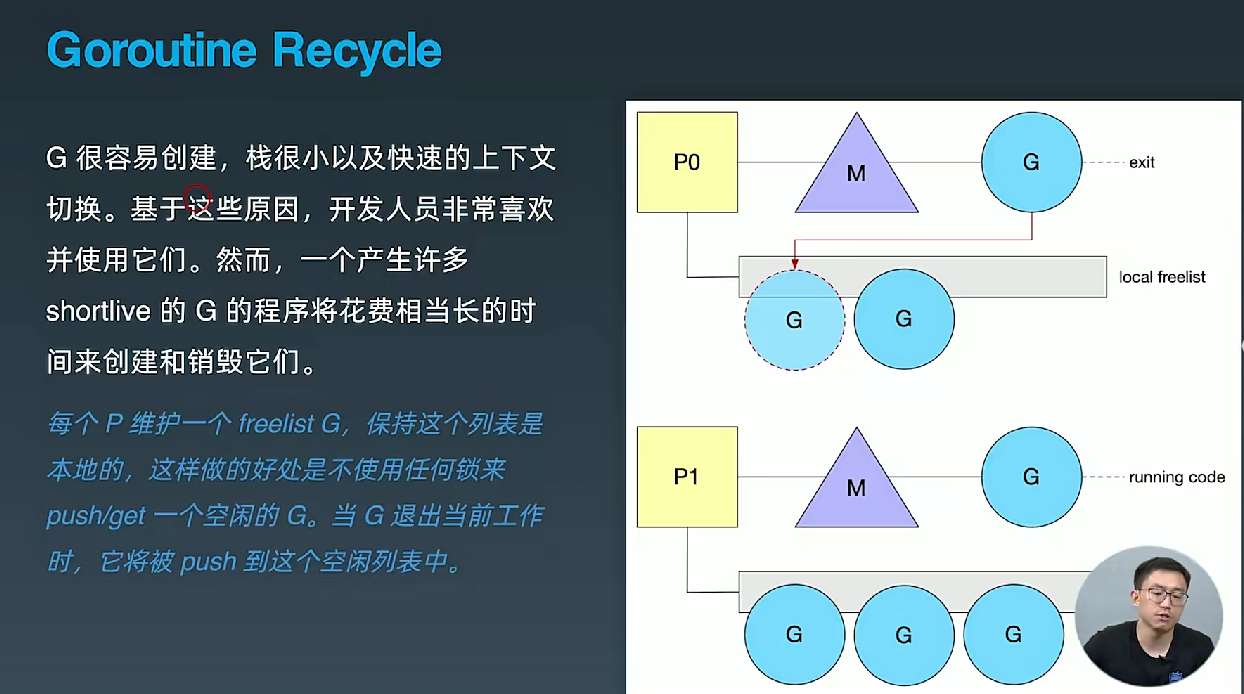 Goroutine Recycle
G 很容易创建，栈很小以及快速的上下文
切换。基于这些原因，开发人员非常喜欢
并使用它们。然而，一个产生许多
shortlive 的 G 的程序将花费相当长的时
间来创建和销毁它们。
每个 P 维护一个 freelist G，保持这个列表是
本地的，这样做的好处是不使用任何锁来
push/get 一个空闲的 G。当 G 退出当前工作
时，它将被 push 到这个空闲列表中。
P0
M
G
exit
local freelist
G
G
P1
M
G
running code
G
G
G